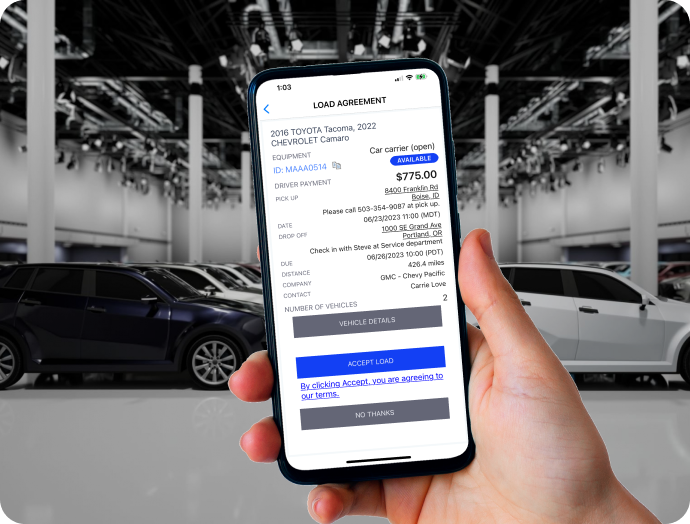 1:03
LOAD AGREEMENT
2016 TOYOTA Tacoma, 2022
CHEVROLET Camaro
EQUIPMENT Car carrier (open)
ID: MAAA0514 AVAILABLE
DRIVER PAYMENT $775.00
PICK UP 8400 Franklin Rd
Boise, ID
Please call 503-354-9087 at pick up.
DATE 06/23/2023 11:00 (MDT)
DROP OFF 1000 SE Grand Ave
Portland, OR
Check in with Steve at Service department
DUE 06/26/2023 10:00 (PDT)
DISTANCE 426.4 miles
COMPANY GMC - Chevy Pacific
CONTACT Carrie Love
NUMBER OF VEHICLES 2
VEHICLE DETAILS
ACCEPT LOAD
By clicking Accept, you are agreeing to
our terms.
NO THANKS